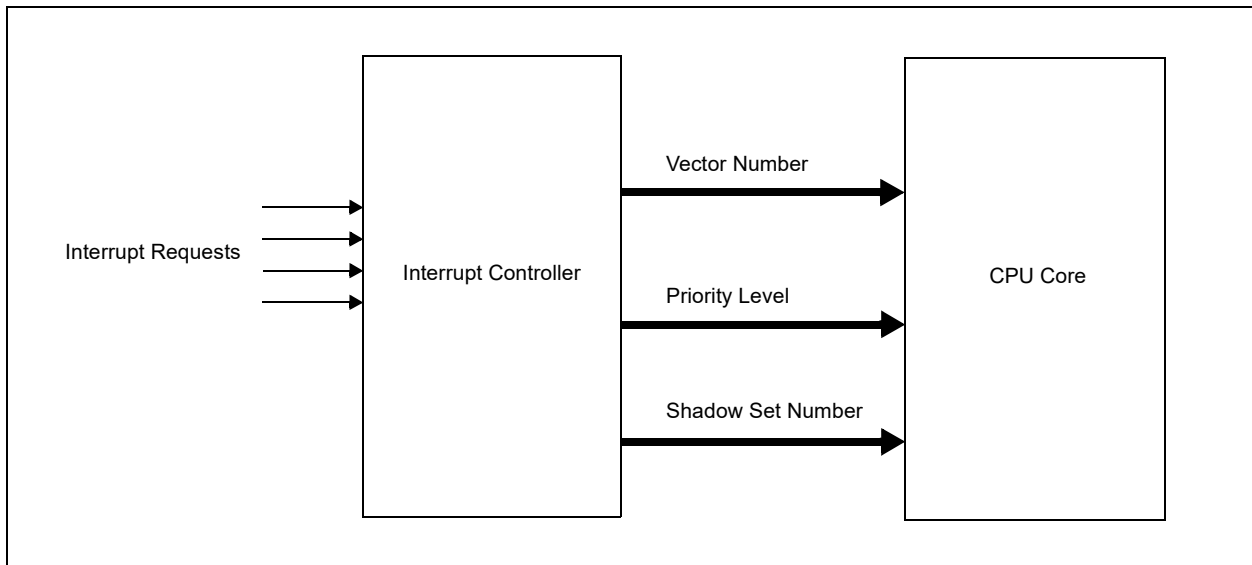 Interrupt Requests
Interrupt Controller
Vector Number
Priority Level
Shadow Set Number
CPU Core